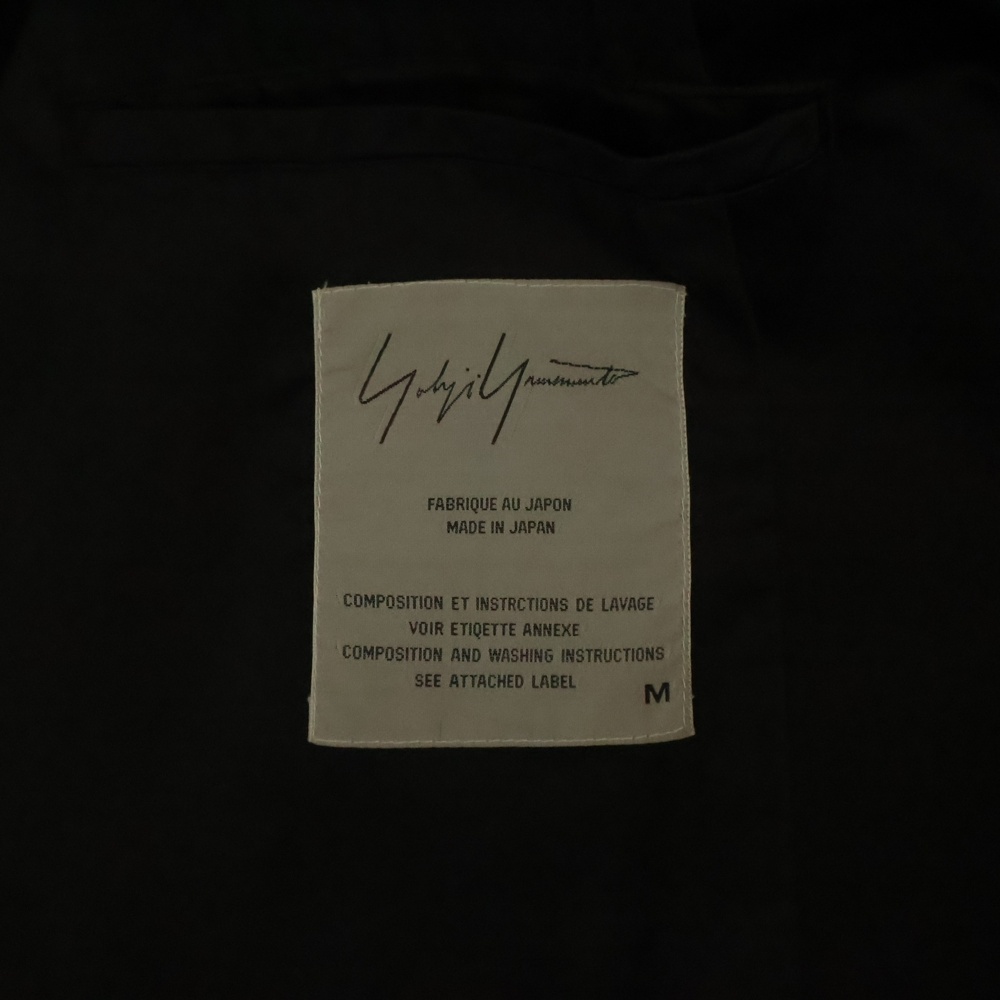 Yohji Yamamoto
FABRIQUE AU JAPON
MADE IN JAPAN
COMPOSITION ET INSTRCTIONS DE LAVAGE
VOIR ETIQETTE ANNEXE
COMPOSITION AND WASHING INSTRUCTIONS
SEE ATTACHED LABEL
M